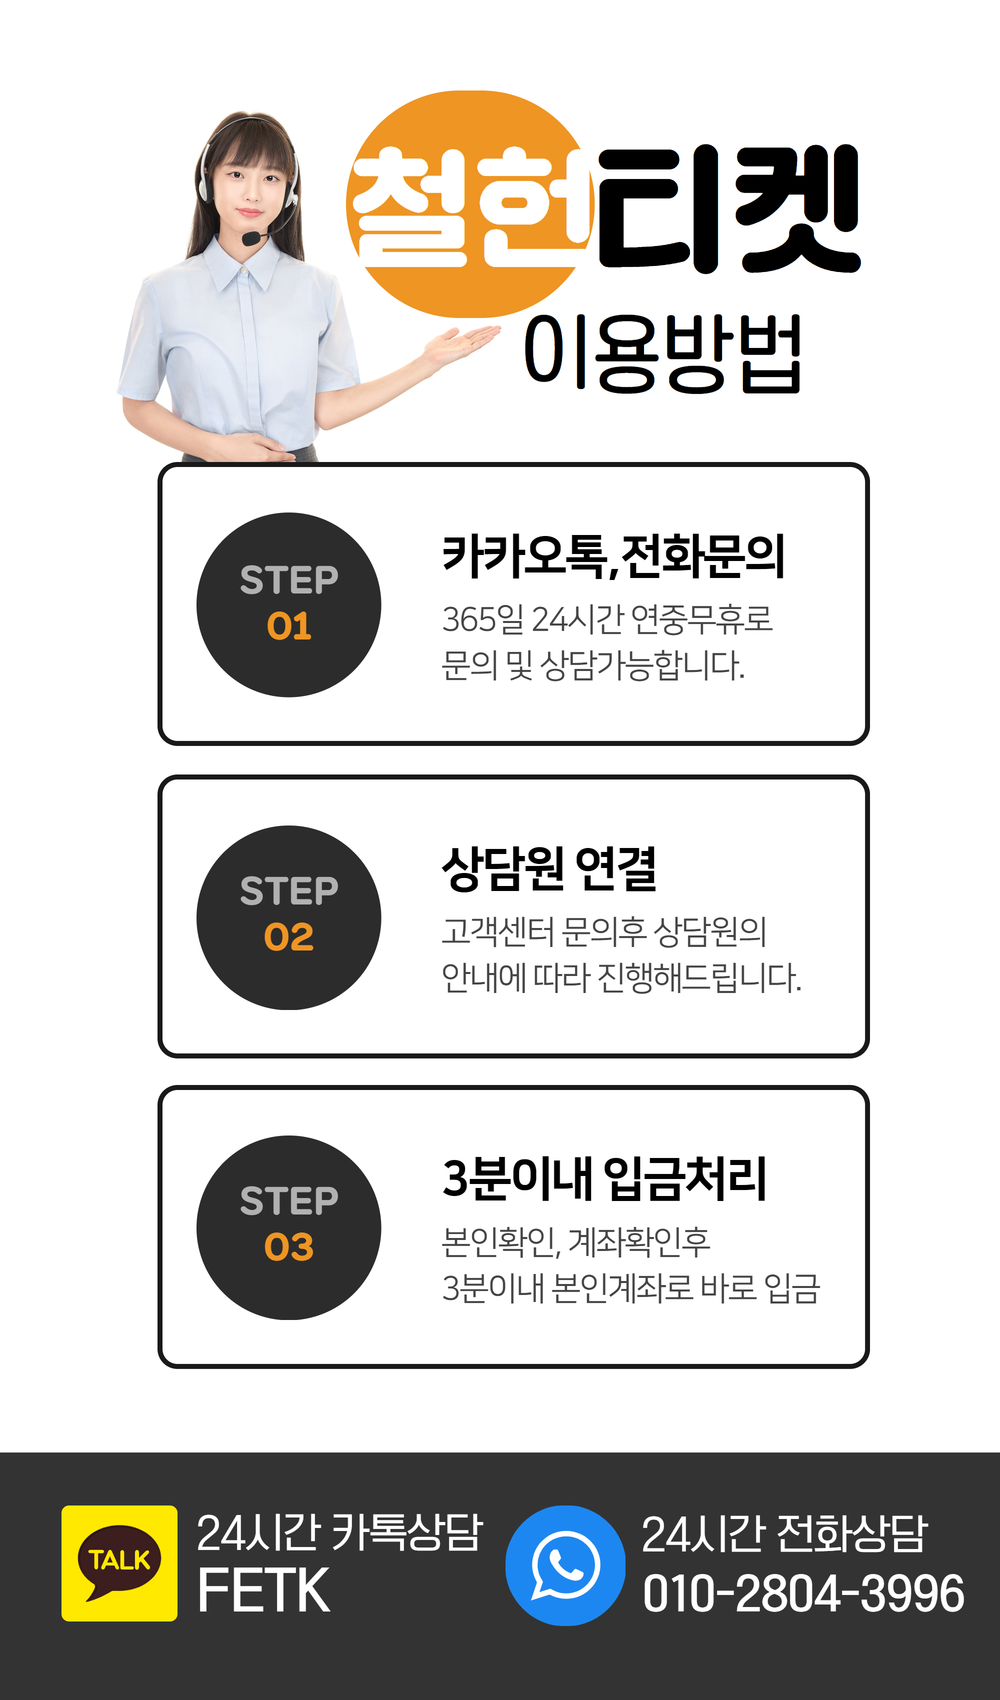 철헌티켓
이용방법
STEP
01
카카오톡,전화문의
365일 24시간 연중무휴로
문의 및 상담가능합니다.
STEP
02
상담원 연결
고객센터 문의후 상담원의
안내에 따라 진행해드립니다.
STEP
03
3분이내 입금처리
본인확인, 계좌확인후
3분이내 본인계좌로 바로 입금
TALK
24시간 카톡상담
FETK
24시간 전화상담
010-2804-3996